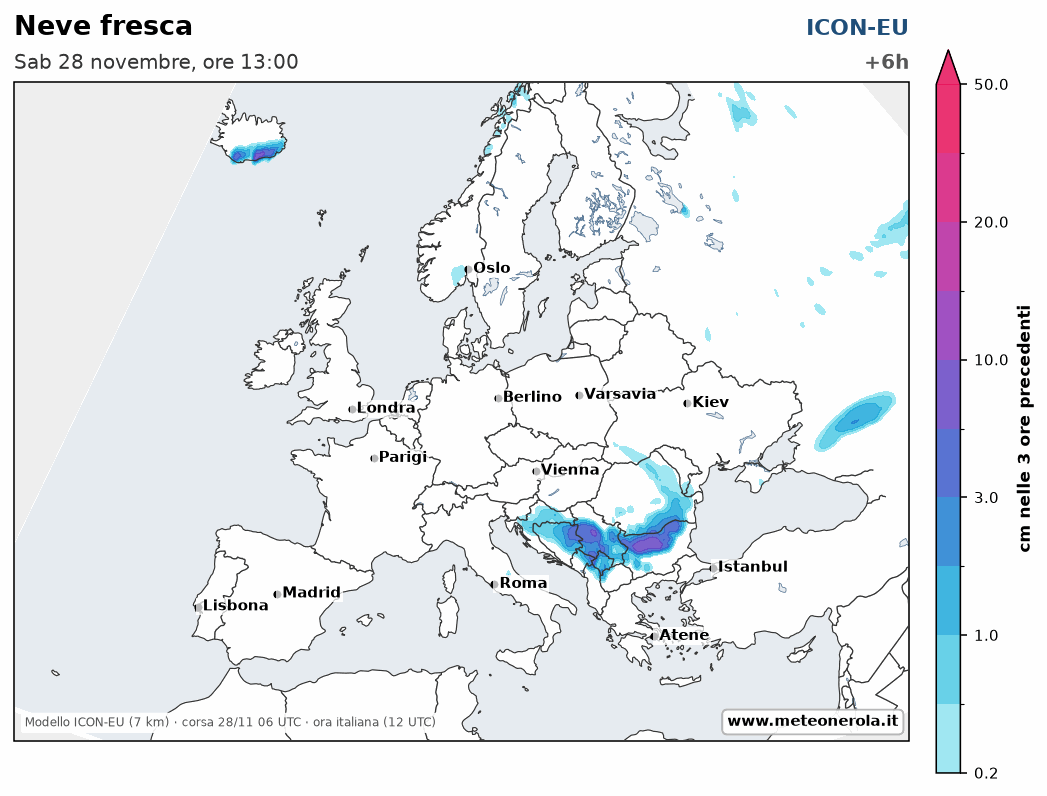 Neve fresca
ICON-EU
Sab 28 novembre, ore 13:00
+6h
50.0
20.0
10.0
3.0
1.0
0.2
cm nelle 3 ore precedenti
Oslo
Berlino
Varsavia
Kiev
Londra
Parigi
Vienna
Istanbul
Roma
Madrid
Lisbona
Atene
Modello ICON-EU (7 km) · corsa 28/11 06 UTC · ora italiana (12 UTC)
www.meteonerola.it